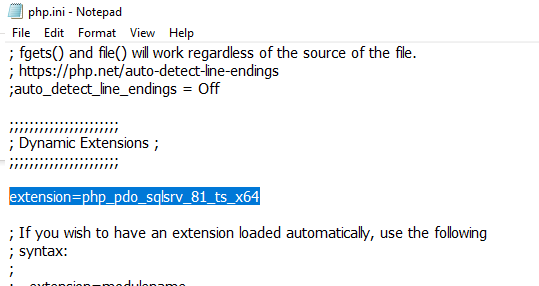 php.ini - Notepad
File Edit Format View Help
; fgets() and file() will work regardless of the source of the file.
; https://php.net/auto-detect-line-endings
;auto_detect_line_endings = Off
;;;;;;;;;;;;;;;;;;;;;;
; Dynamic Extensions ;
;;;;;;;;;;;;;;;;;;;;;;
extension=php_pdo_sqlsrv_81_ts_x64
; If you wish to have an extension loaded automatically, use the following
; syntax:
;
; extension=modulename